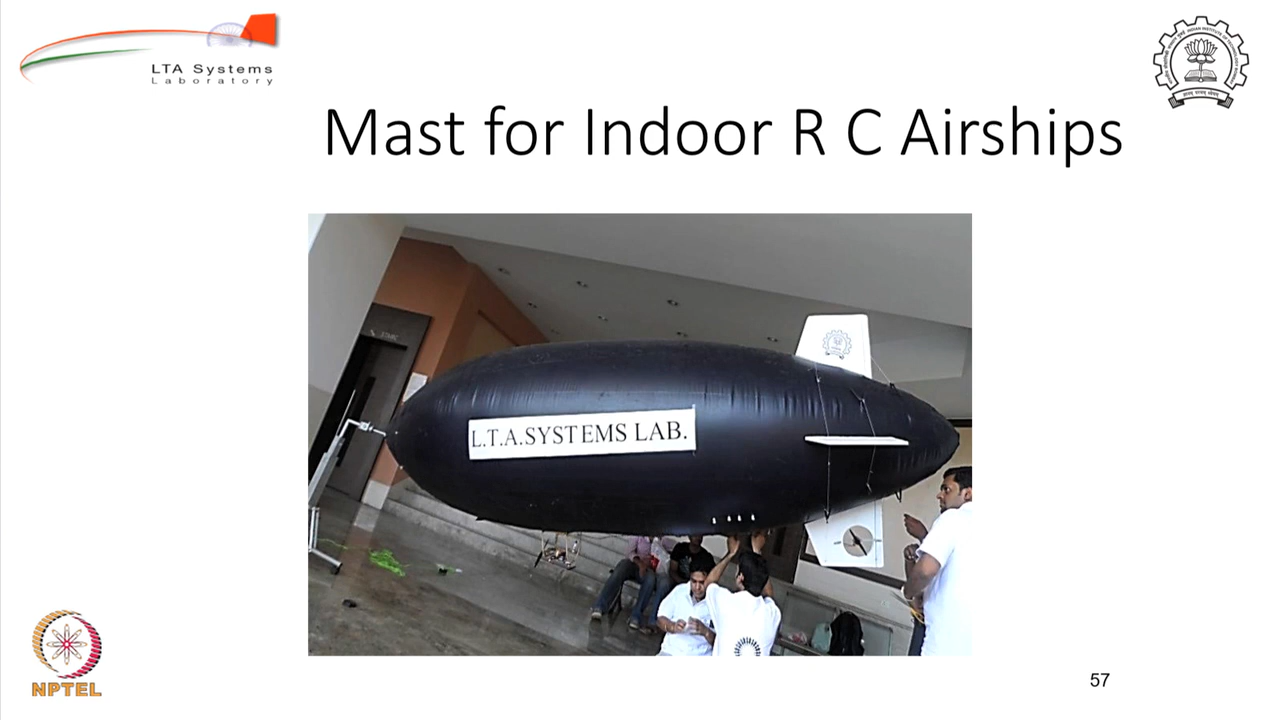 LTA Systems
Laboratory
Mast for Indoor R C Airships
L.T.A.SYSTEMS LAB.
NPTEL
57